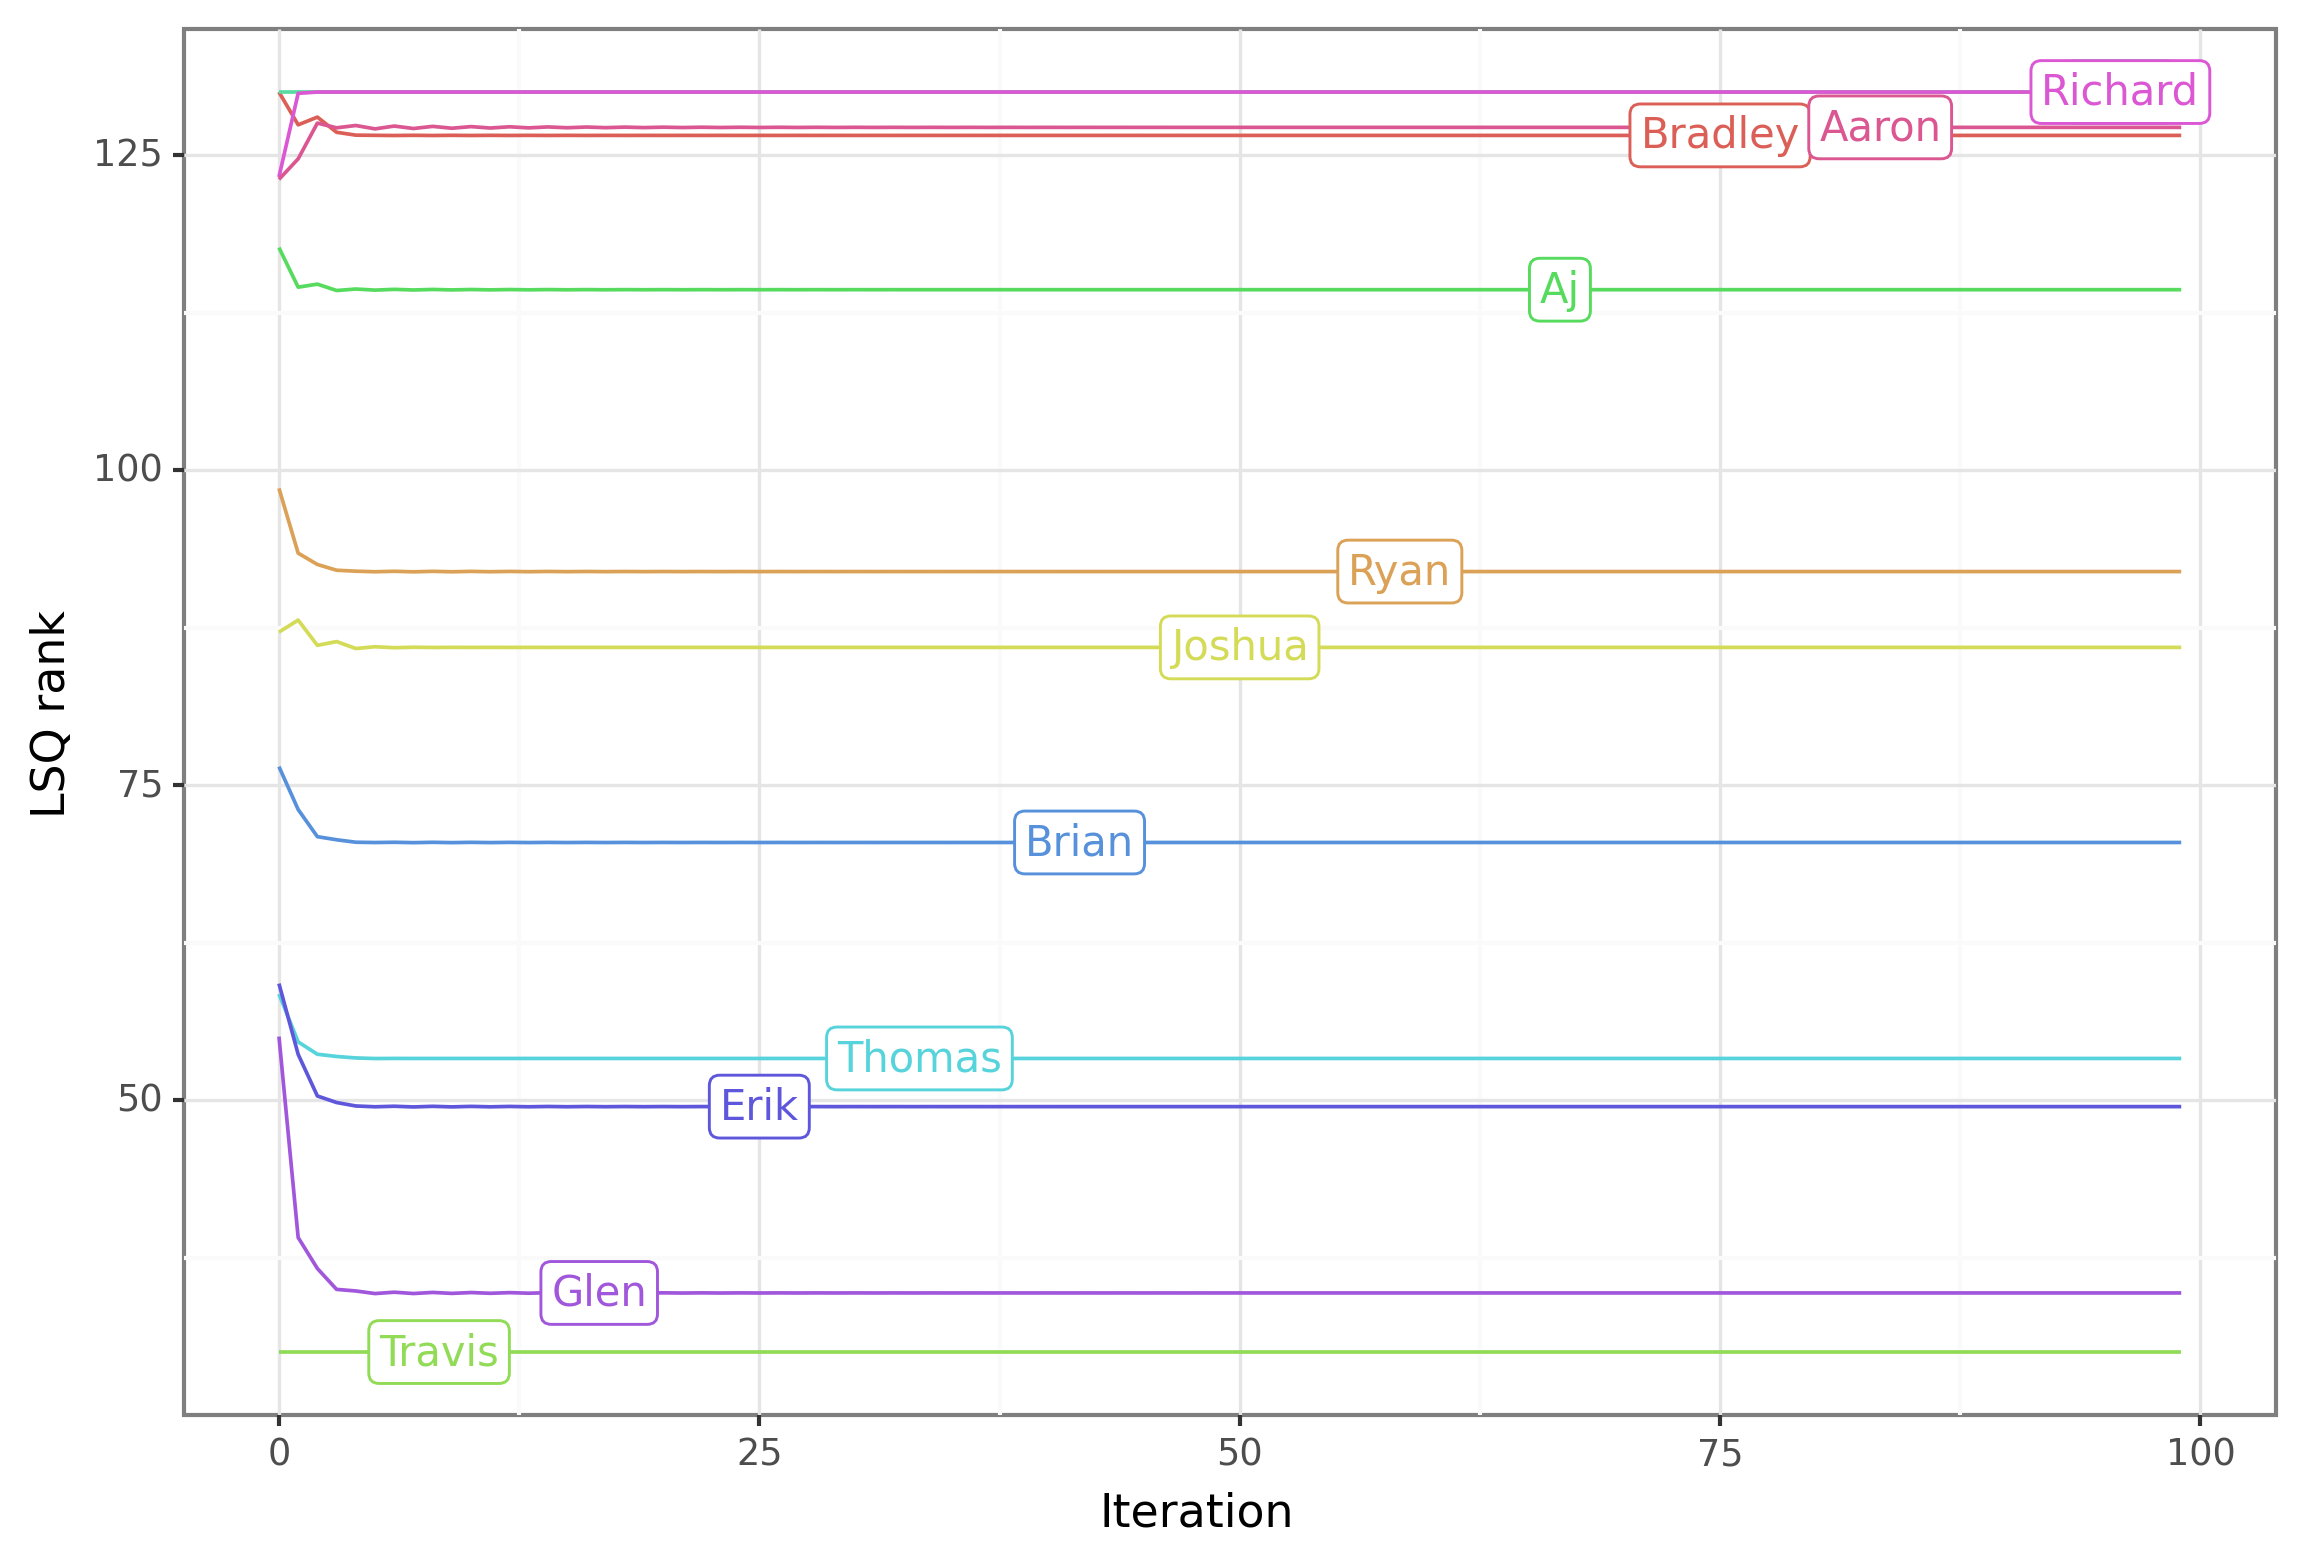 Richard
Bradley
Aaron
125
Aj
100
Ryan
Joshua
75
Brian
Thomas
50
Erik
Glen
Travis
0 25 50 75 100
Iteration
LSQ rank